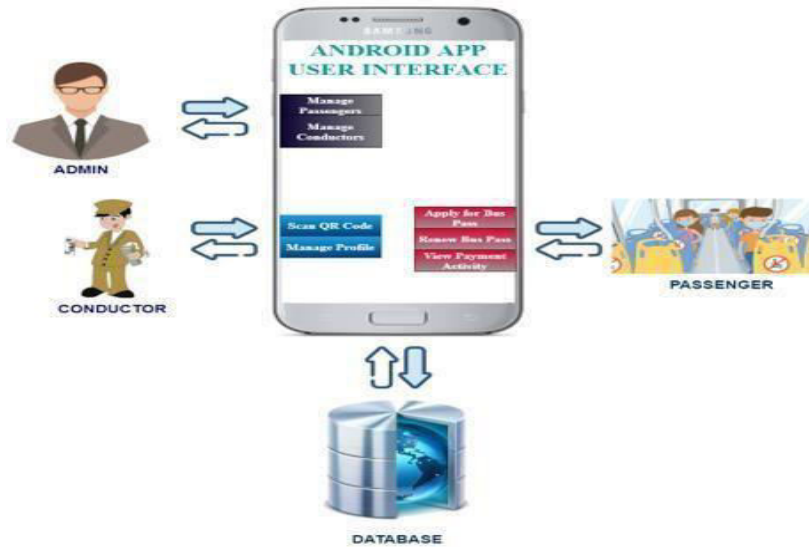 SAMSUNG
ANDROID APP
USER INTERFACE
Manage
Passengers
Manage
Conductors
ADMIN
Scan QR Code
Manage Profile
CONDUCTOR
Apply for Bus
Pass
Renew Bus Pass
View Payment
Activity
PASSENGER
DATABASE